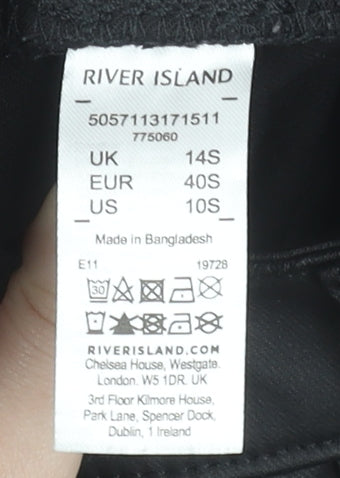 RIVER ISLAND
5057113171511
775060
UK 14S
EUR 40S
US 10S
Made in Bangladesh
E11 19728
30
RIVERISLAND.COM
Chelsea House, Westgate.
London. W5 1DR. UK
3rd Floor Kilmore House,
Park Lane, Spencer Dock,
Dublin, 1 Ireland